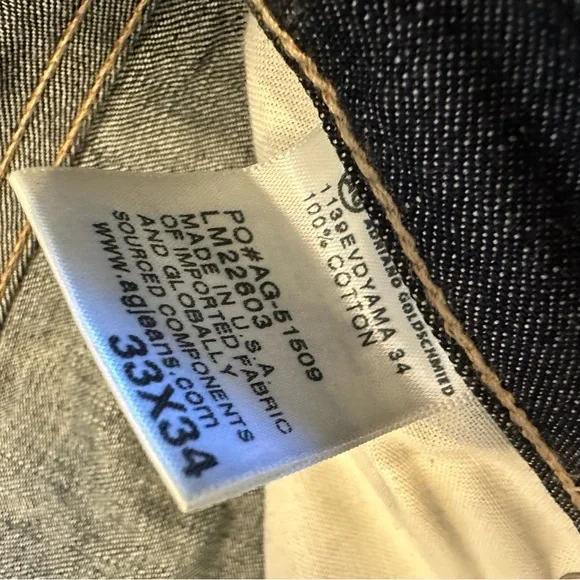 AG ADRIANO GOLDSCHMIED
1139EVDYAMA 34
100% COTTON
PO#AG-51509
LM22603
MADE IN U.S.A.
OF IMPORTED FABRIC
AND GLOBALLY
SOURCED COMPONENTS
www.agjeans.com
33X34